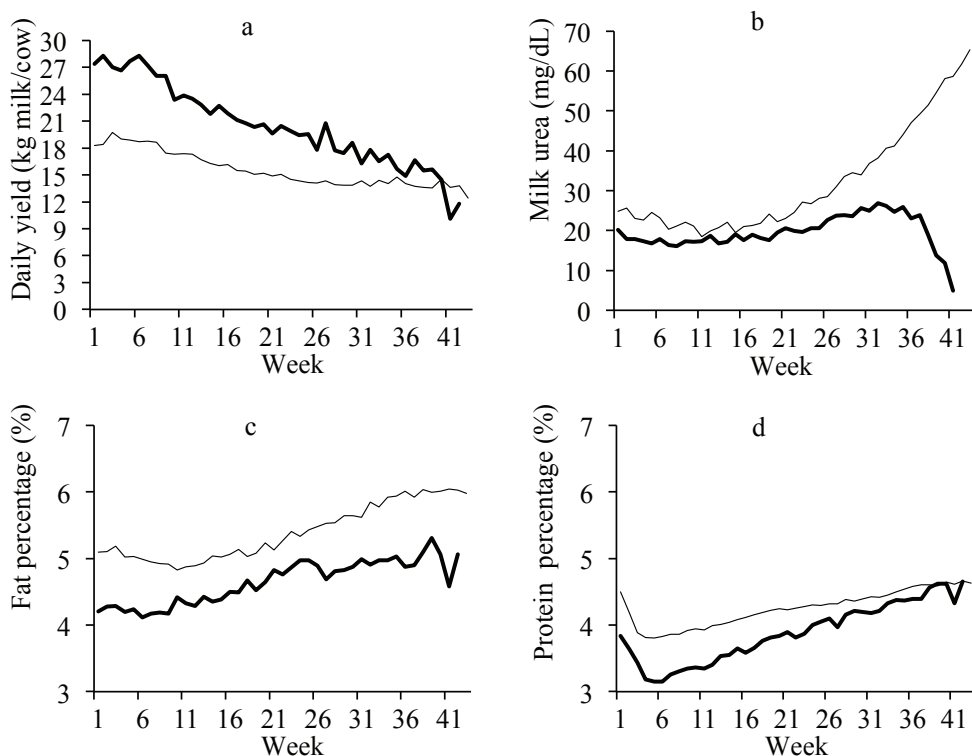 a
Daily yield (kg milk/cow)
30
27
24
21
18
15
12
9
6
3
0
1 6 11 16 21 26 31 36 41
Week
b
Milk urea (mg/dL)
70
60
50
40
30
20
10
0
1 6 11 16 21 26 31 36 41
Week
c
Fat percentage (%)
7
6
5
4
3
1 6 11 16 21 26 31 36 41
Week
d
Protein percentage (%)
7
6
5
4
3
1 6 11 16 21 26 31 36 41
Week